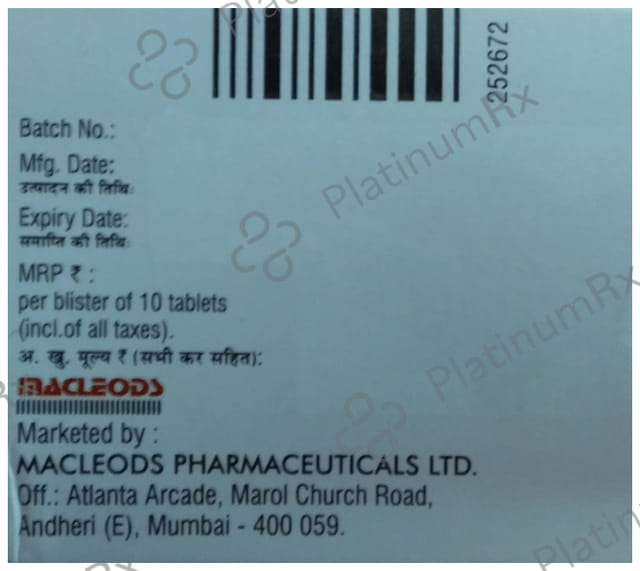 252672
Batch No.:
Mfg. Date:
उत्पादन की तिथि:
Expiry Date:
समाप्ति की तिथि:
MRP ₹ :
per blister of 10 tablets
(incl.of all taxes).
अ. खु. मूल्य ₹ (सभी कर सहित):
MACLEODS
Marketed by :
MACLEODS PHARMACEUTICALS LTD.
Off.: Atlanta Arcade, Marol Church Road,
Andheri (E), Mumbai - 400 059.
PlatinumRx
PlatinumRx